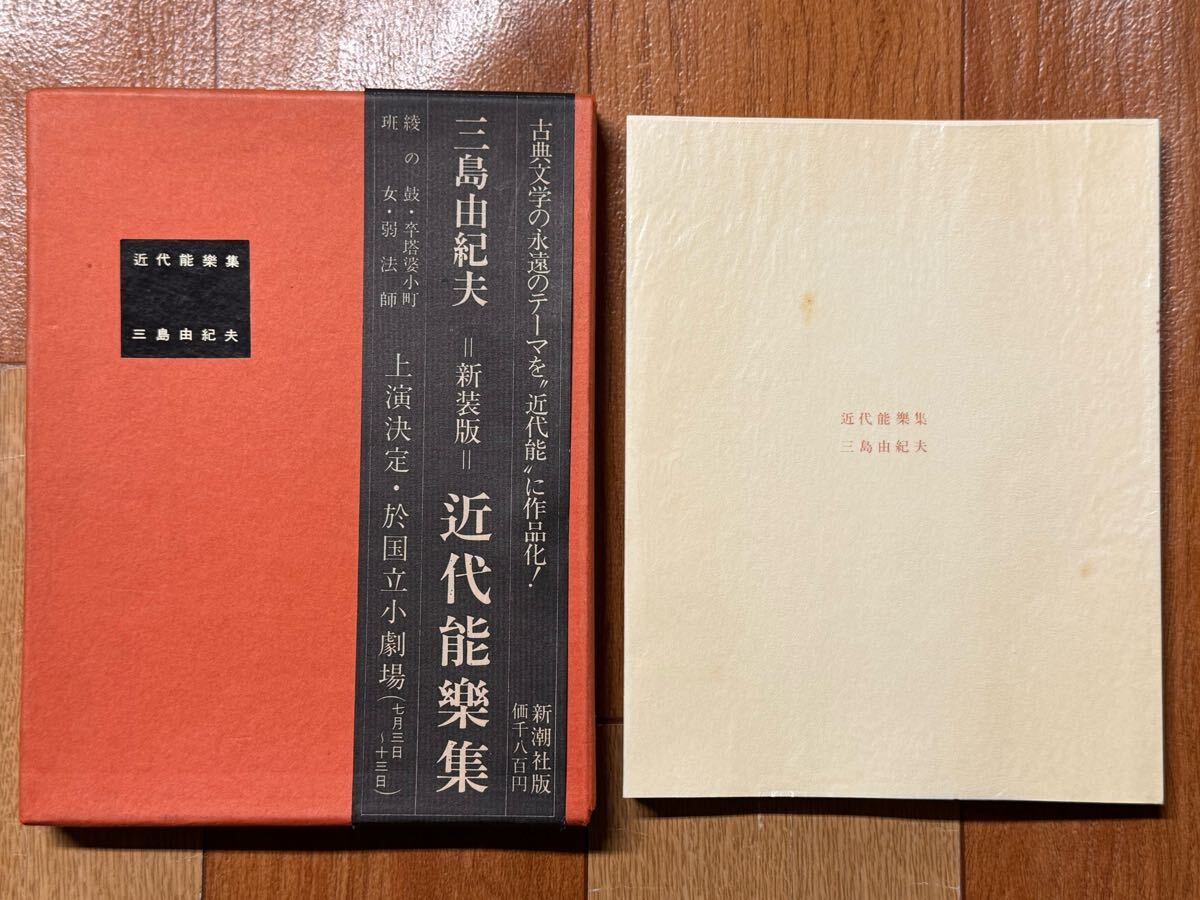 近代能樂集
三島由紀夫
古典文学の永遠のテーマを〝近代能〟に作品化!
新潮社版
価千八百円
三島由紀夫 =新装版= 近代能樂集
綾の鼓・卒塔婆小町
班女・弱法師
上演決定・於国立小劇場(七月三日~十三日)
近代能樂集
三島由紀夫